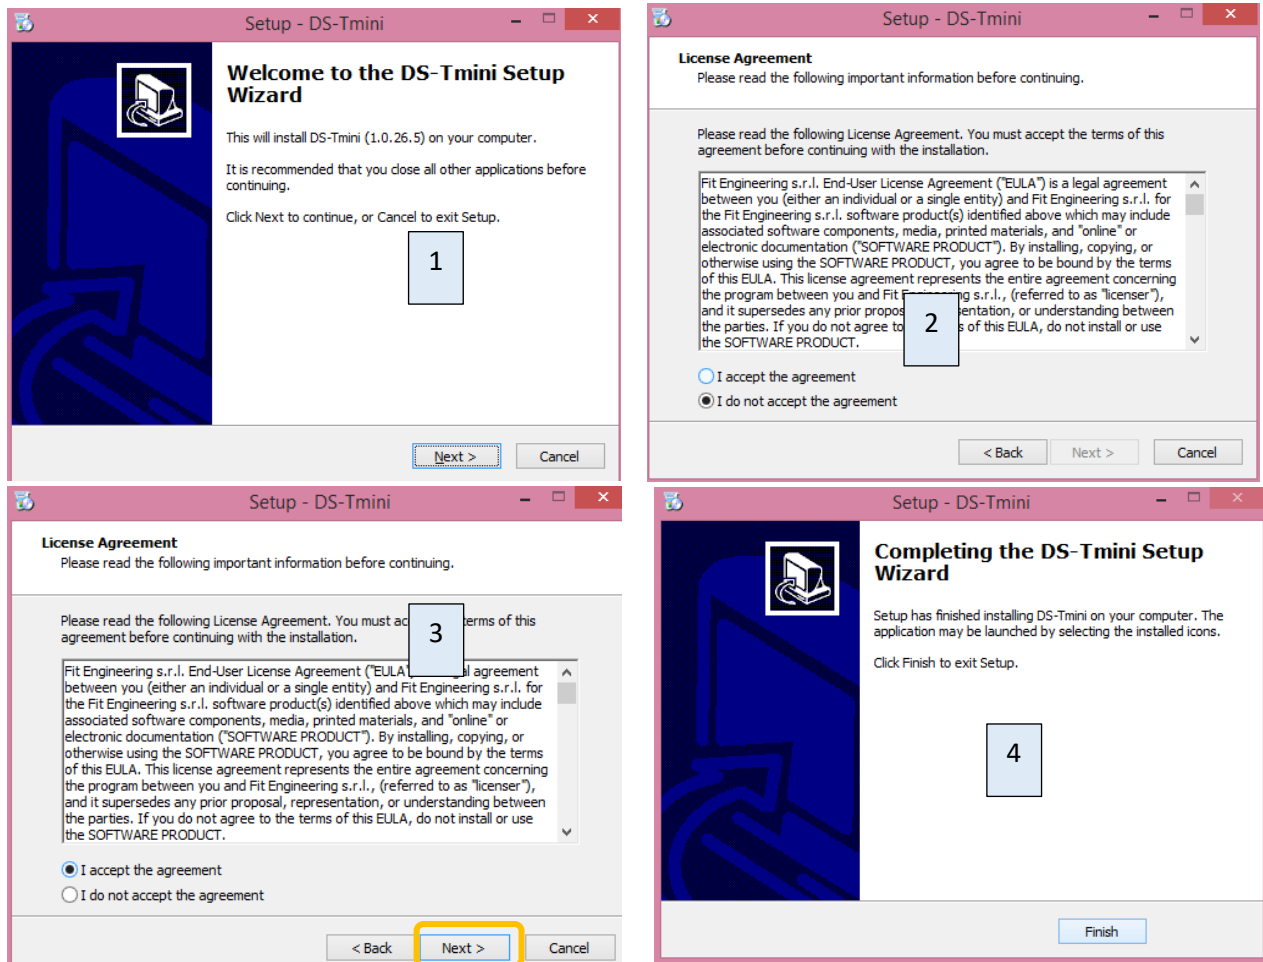 Setup - DS-Tmini
Welcome to the DS-Tmini Setup
Wizard
This will install DS-Tmini (1.0.26.5) on your computer.
It is recommended that you close all other applications before
continuing.
Click Next to continue, or Cancel to exit Setup.
1
Next >
Cancel
Setup - DS-Tmini
License Agreement
Please read the following important information before continuing.
Please read the following License Agreement. You must accept the terms of this
agreement before continuing with the installation.
Fit Engineering s.r.l. End-User License Agreement ("EULA") is a legal agreement
between you (either an individual or a single entity) and Fit Engineering s.r.l. for
the Fit Engineering s.r.l. software product(s) identified above which may include
associated software components, media, printed materials, and "online" or
electronic documentation ("SOFTWARE PRODUCT"). By installing, copying, or
otherwise using the SOFTWARE PRODUCT, you agree to be bound by the terms
of this EULA. This license agreement represents the entire agreement concerning
the program between you and Fit s.r.l., (referred to as "licenser"),
and it supersedes any prior or understanding between
the parties. If you do not agree to of this EULA, do not install or use
the SOFTWARE PRODUCT.
2
I accept the agreement
I do not accept the agreement
< Back
Next >
Cancel
Setup - DS-Tmini
License Agreement
Please read the following important information before continuing.
Please read the following License Agreement. You must terms of this
agreement before continuing with the installation.
3
Fit Engineering s.r.l. End-User License Agreement ("EULA" agreement
between you (either an individual or a single entity) and Fit Engineering s.r.l. for
the Fit Engineering s.r.l. software product(s) identified above which may include
associated software components, media, printed materials, and "online" or
electronic documentation ("SOFTWARE PRODUCT"). By installing, copying, or
otherwise using the SOFTWARE PRODUCT, you agree to be bound by the terms
of this EULA. This license agreement represents the entire agreement concerning
the program between you and Fit Engineering s.r.l., (referred to as "licenser"),
and it supersedes any prior proposal, representation, or understanding between
the parties. If you do not agree to the terms of this EULA, do not install or use
the SOFTWARE PRODUCT.
I accept the agreement
I do not accept the agreement
< Back
Next >
Cancel
Setup - DS-Tmini
Completing the DS-Tmini Setup
Wizard
Setup has finished installing DS-Tmini on your computer. The
application may be launched by selecting the installed icons.
Click Finish to exit Setup.
4
Finish